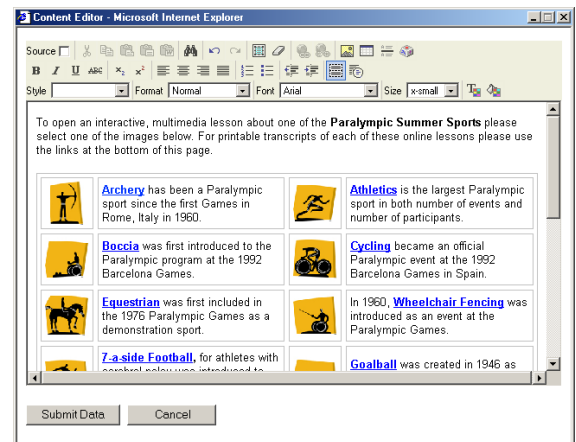 Content Editor - Microsoft Internet Explorer
Source
B I U ABC x₂ x²
Style Format Normal Font Arial Size x-small
To open an interactive, multimedia lesson about one of the Paralympic Summer Sports please
select one of the images below. For printable transcripts of each of these online lessons please use
the links at the bottom of this page.
Archery has been a Paralympic
sport since the first Games in
Rome, Italy in 1960.
Athletics is the largest Paralympic
sport in both number of events and
number of participants.
Boccia was first introduced to the
Paralympic program at the 1992
Barcelona Games.
Cycling became an official
Paralympic event at the 1992
Barcelona Games in Spain.
Equestrian was first included in
the 1976 Paralympic Games as a
demonstration sport.
In 1960, Wheelchair Fencing was
introduced as an event at the
Paralympic Games.
7-a-side Football, for athletes with
Goalball was created in 1946 as
Submit Data Cancel